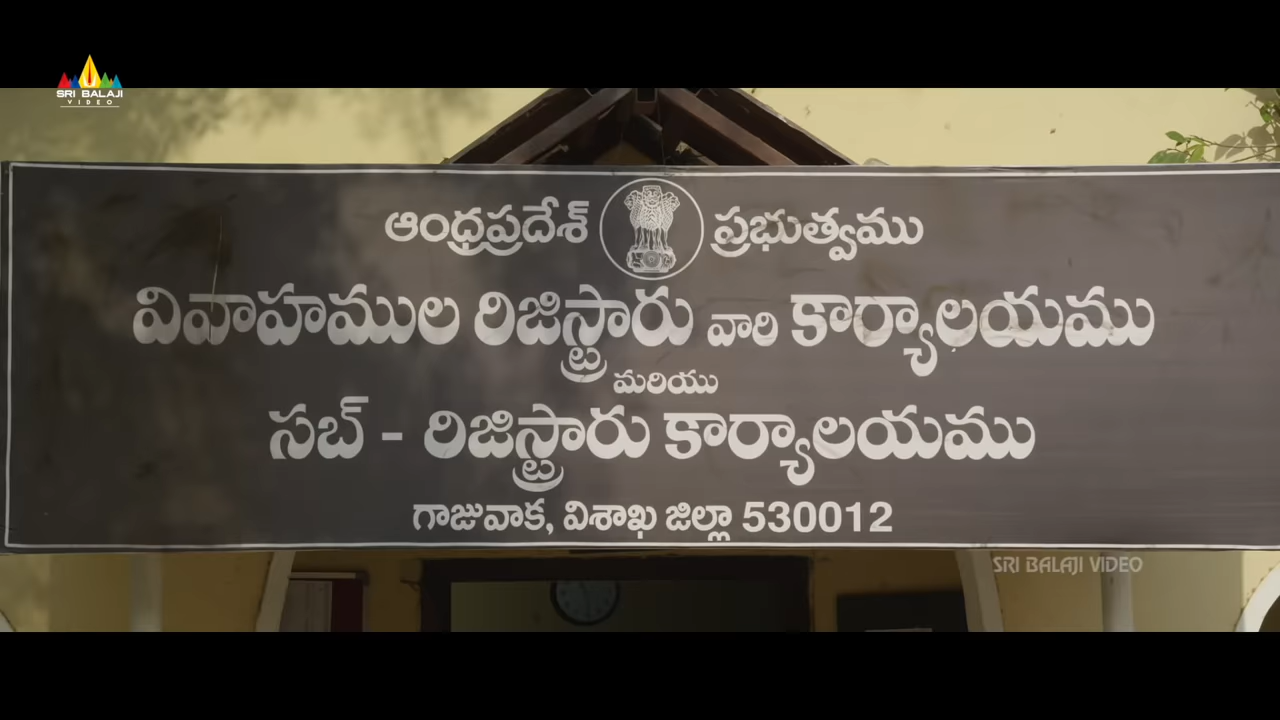 SRI BALAJI
VIDEO
ఆంధ్రప్రదేశ్ ప్రభుత్వము
వివాహముల రిజిస్ట్రారు వారి కార్యాలయము
మరియు
సబ్ - రిజిస్ట్రారు కార్యాలయము
గాజువాక, విశాఖ జిల్లా 530012
SRI BALAJI VIDEO